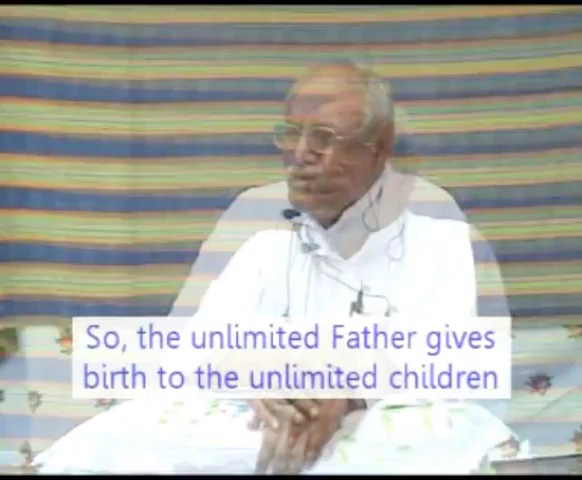 So, the unlimited Father gives
birth to the unlimited children